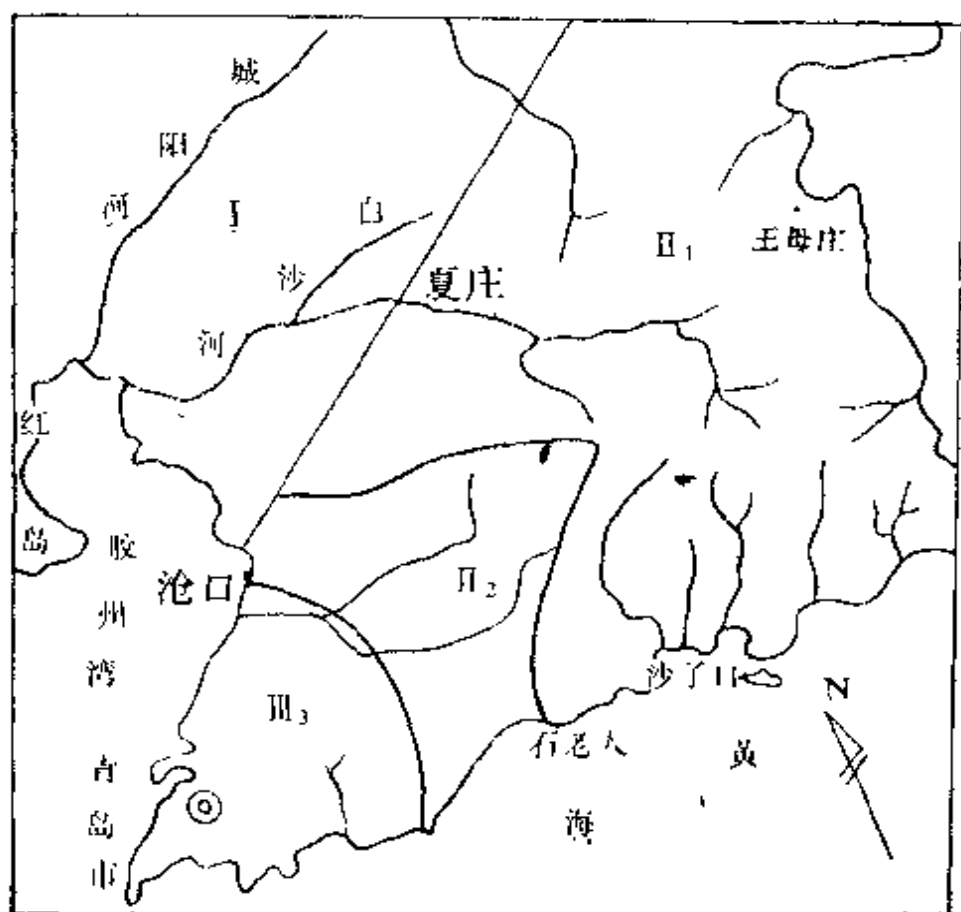 城阳河
白沙河
Ⅰ
Ⅱ₁
王母庄
夏庄
红岛
胶州湾
沧口
Ⅱ₂
Ⅲ₃
沙子口
石老人
N
黄海
青岛市